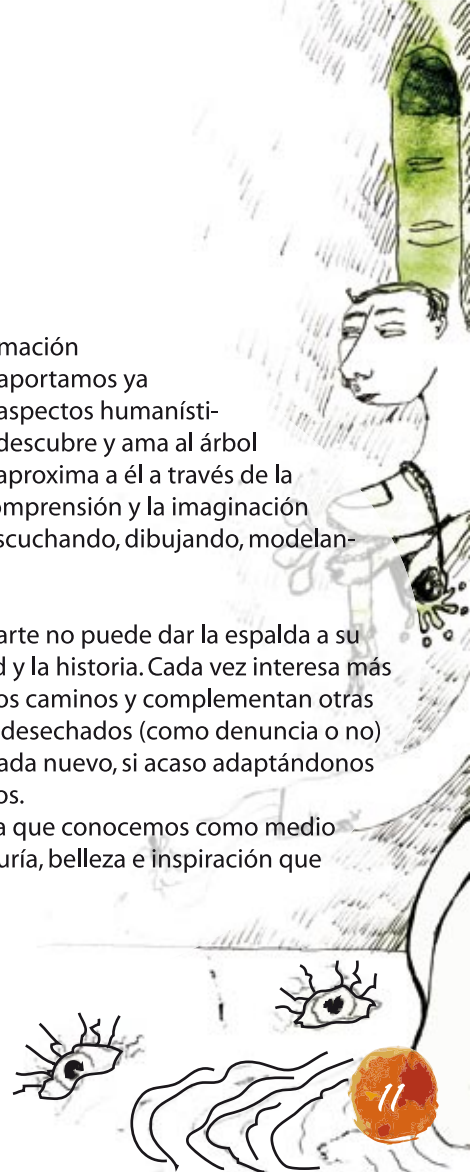 mación
aportamos ya
aspectos humanísti-
descubre y ama al árbol
aproxima a él a través de la
omprensión y la imaginación
scuchando, dibujando, modelan-
arte no puede dar la espalda a su
d y la historia. Cada vez interesa más
os caminos y complementan otras
desechados (como denuncia o no)
ada nuevo, si acaso adaptándonos
os.
a que conocemos como medio
uría, belleza e inspiración que
11